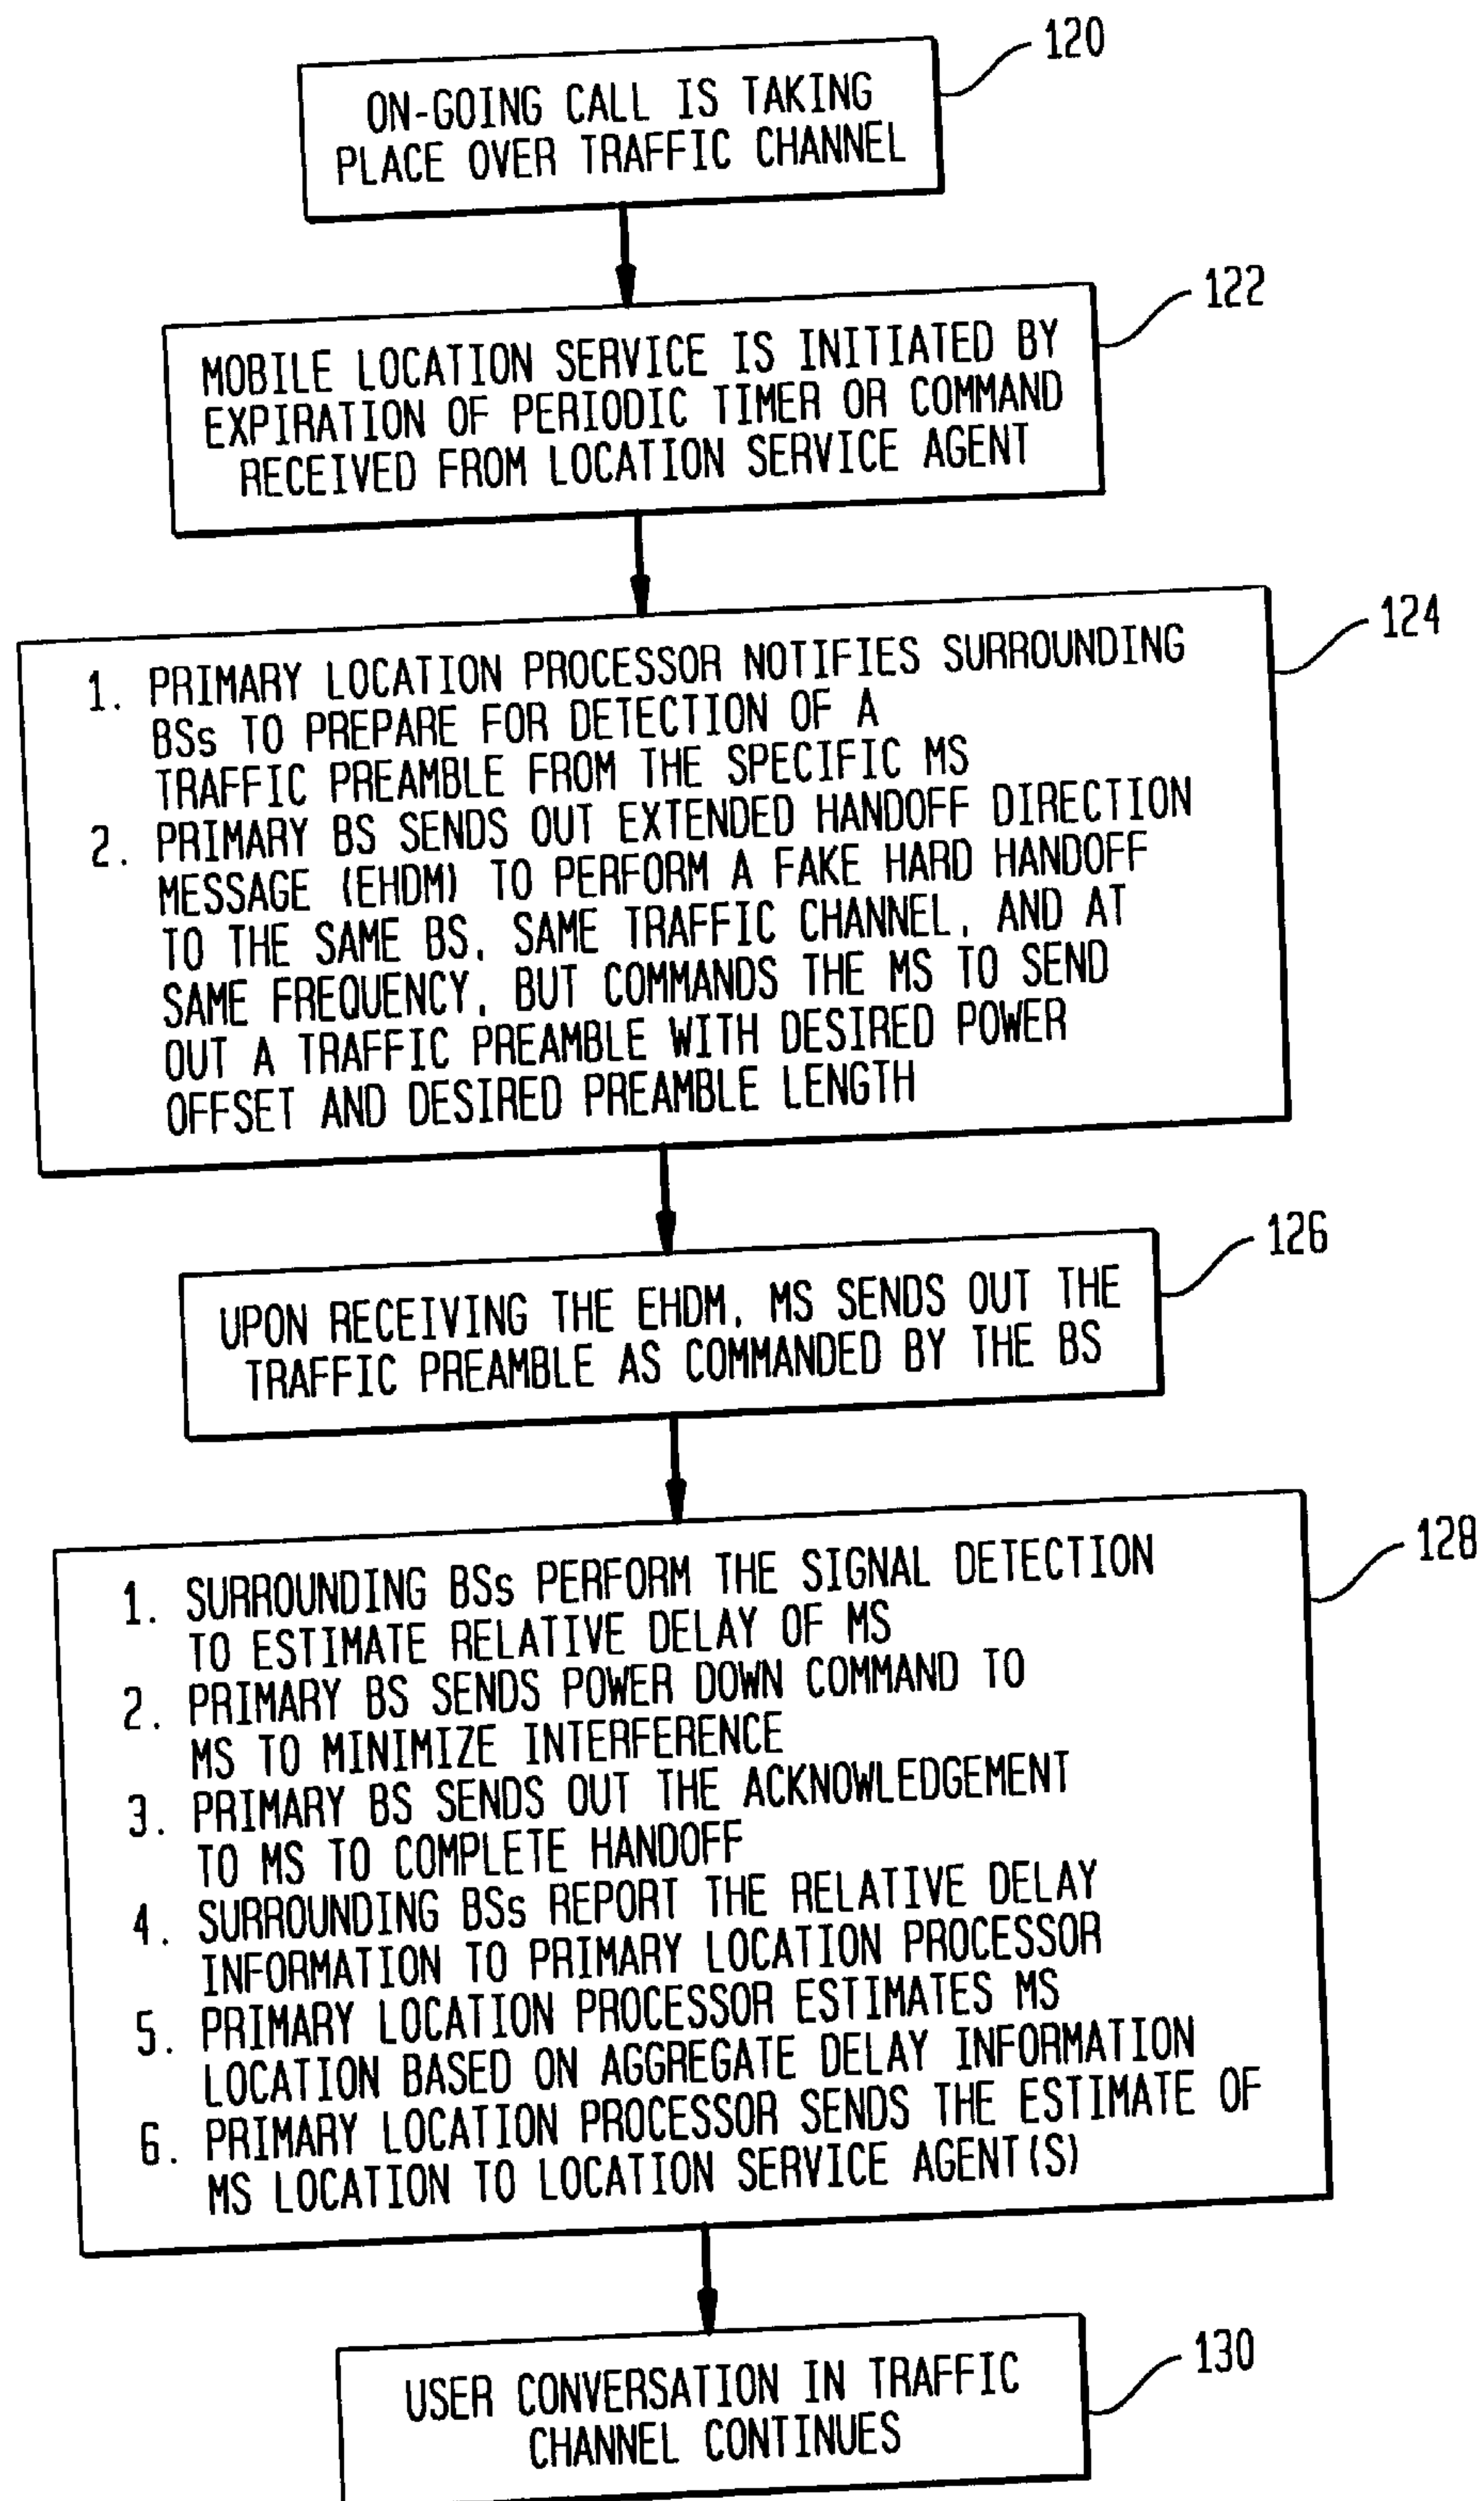 120
ON-GOING CALL IS TAKING
PLACE OVER TRAFFIC CHANNEL
122
MOBILE LOCATION SERVICE IS INITIATED BY
EXPIRATION OF PERIODIC TIMER OR COMMAND
RECEIVED FROM LOCATION SERVICE AGENT
124
1. PRIMARY LOCATION PROCESSOR NOTIFIES SURROUNDING
BSs TO PREPARE FOR DETECTION OF A
TRAFFIC PREAMBLE FROM THE SPECIFIC MS
2. PRIMARY BS SENDS OUT EXTENDED HANDOFF DIRECTION
MESSAGE (EHDM) TO PERFORM A FAKE HARD HANDOFF
TO THE SAME BS, SAME TRAFFIC CHANNEL, AND AT
SAME FREQUENCY, BUT COMMANDS THE MS TO SEND
OUT A TRAFFIC PREAMBLE WITH DESIRED POWER
OFFSET AND DESIRED PREAMBLE LENGTH
126
UPON RECEIVING THE EHDM, MS SENDS OUT THE
TRAFFIC PREAMBLE AS COMMANDED BY THE BS
128
1. SURROUNDING BSs PERFORM THE SIGNAL DETECTION
TO ESTIMATE RELATIVE DELAY OF MS
2. PRIMARY BS SENDS POWER DOWN COMMAND TO
MS TO MINIMIZE INTERFERENCE
3. PRIMARY BS SENDS OUT THE ACKNOWLEDGEMENT
TO MS TO COMPLETE HANDOFF
4. SURROUNDING BSs REPORT THE RELATIVE DELAY
INFORMATION TO PRIMARY LOCATION PROCESSOR
5. PRIMARY LOCATION PROCESSOR ESTIMATES MS
LOCATION BASED ON AGGREGATE DELAY INFORMATION
6. PRIMARY LOCATION PROCESSOR SENDS THE ESTIMATE OF
MS LOCATION TO LOCATION SERVICE AGENT(S)
130
USER CONVERSATION IN TRAFFIC
CHANNEL CONTINUES